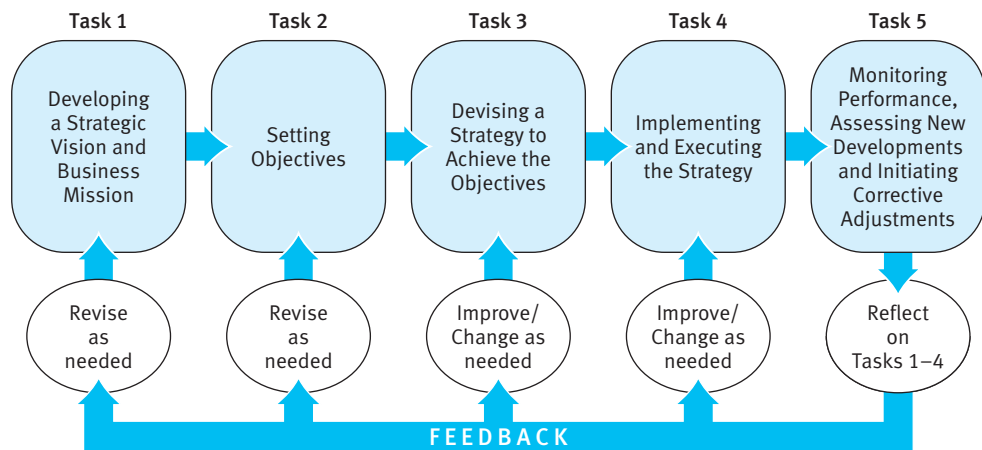 Task 1
Task 2
Task 3
Task 4
Task 5
Developing
a Strategic
Vision and
Business
Mission
Setting
Objectives
Devising a
Strategy to
Achieve the
Objectives
Implementing
and Executing
the Strategy
Monitoring
Performance,
Assessing New
Developments
and Initiating
Corrective
Adjustments
Revise
as
needed
Revise
as
needed
Improve/
Change as
needed
Improve/
Change as
needed
Reflect
on
Tasks 1–4
FEEDBACK